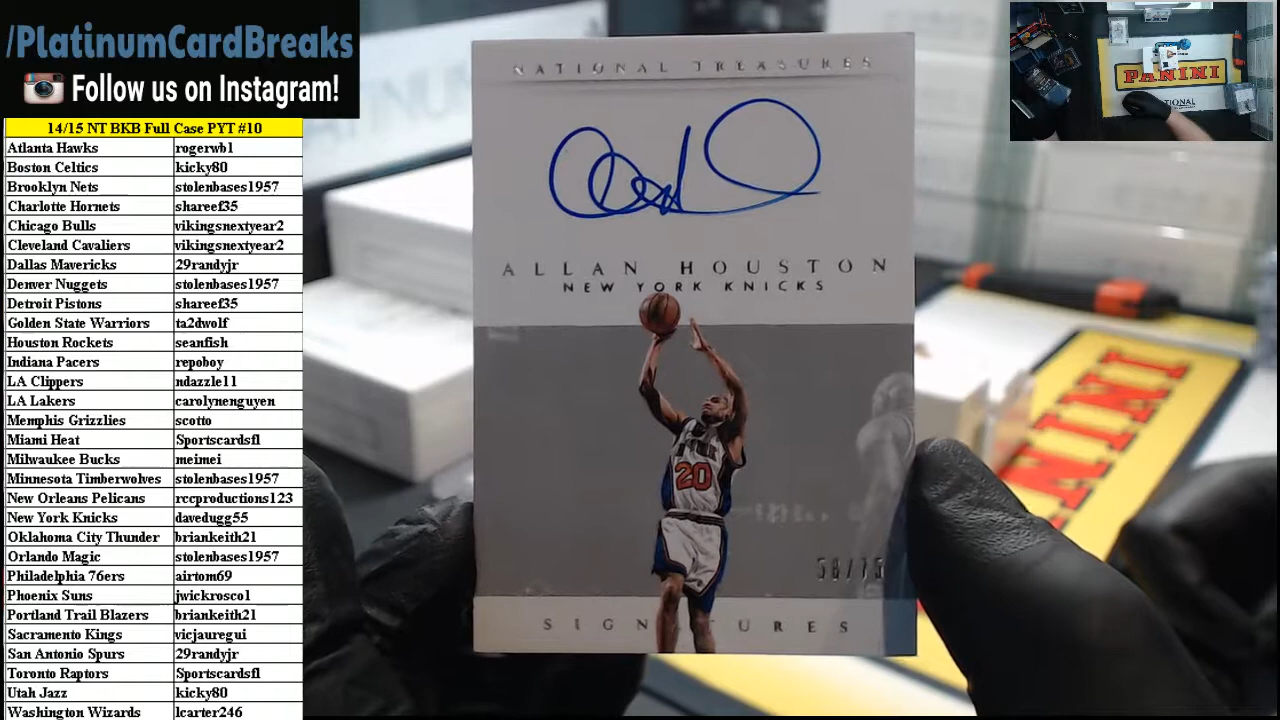 /PlatinumCardBreaks
Follow us on Instagram!
14/15 NT BKB Full Case PYT #10
Atlanta Hawks rogerwb1
Boston Celtics kicky80
Brooklyn Nets stolenbases1957
Charlotte Hornets shareef35
Chicago Bulls vikingsnextyear2
Cleveland Cavaliers vikingsnextyear2
Dallas Mavericks 29randyjr
Denver Nuggets stolenbases1957
Detroit Pistons shareef35
Golden State Warriors ta2dwolf
Houston Rockets seanfish
Indiana Pacers repoboy
LA Clippers ndazzle11
LA Lakers carolynenguyen
Memphis Grizzlies scotto
Miami Heat Sportscardsfl
Milwaukee Bucks meimei
Minnesota Timberwolves stolenbases1957
New Orleans Pelicans rccproductions123
New York Knicks davedugg55
Oklahoma City Thunder briankeith21
Orlando Magic stolenbases1957
Philadelphia 76ers airtom69
Phoenix Suns jwickrosco1
Portland Trail Blazers briankeith21
Sacramento Kings vicjauregui
San Antonio Spurs 29randyjr
Toronto Raptors Sportscardsfl
Utah Jazz kicky80
Washington Wizards lcarter246
NATIONAL TREASURES
ALLAN HOUSTON
NEW YORK KNICKS
20
58/75
SIGNATURES
PANINI